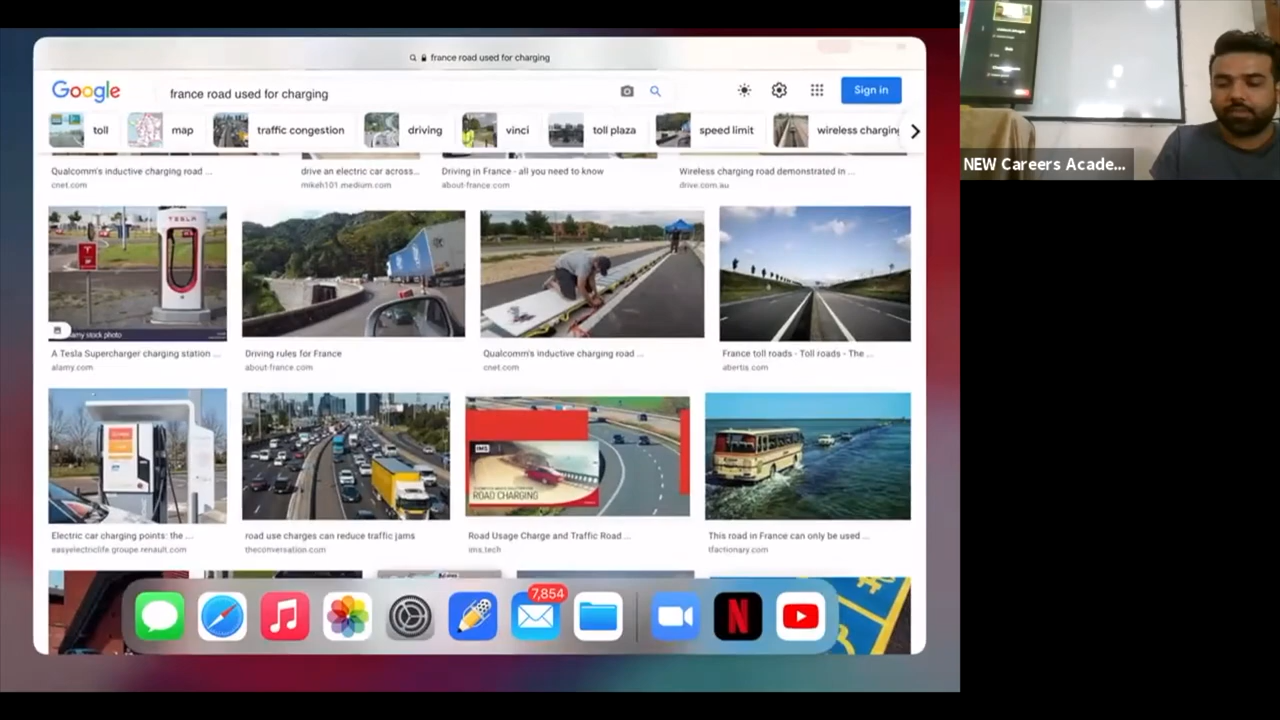 france road used for charging
Google
france road used for charging
Sign in
toll
map
traffic congestion
driving
vinci
toll plaza
speed limit
wireless charging
Qualcomm's inductive charging road ...
cnet.com
drive an electric car across...
mikeh101.medium.com
Driving in France - all you need to know
about-france.com
Wireless charging road demonstrated in ...
drive.com.au
TESLA
alamy stock photo
A Tesla Supercharger charging station ...
alamy.com
Driving rules for France
about-france.com
Qualcomm's inductive charging road ...
cnet.com
France toll roads - Toll roads - The ...
abertis.com
IMS
ROAD CHARGING
Electric car charging points: the ...
easyelectriclife.groupe.renault.com
road use charges can reduce traffic jams
theconversation.com
Road Usage Charge and Traffic Road ...
ims.tech
This road in France can only be used ...
tfactionary.com
7,854
N
NEW Careers Acade...